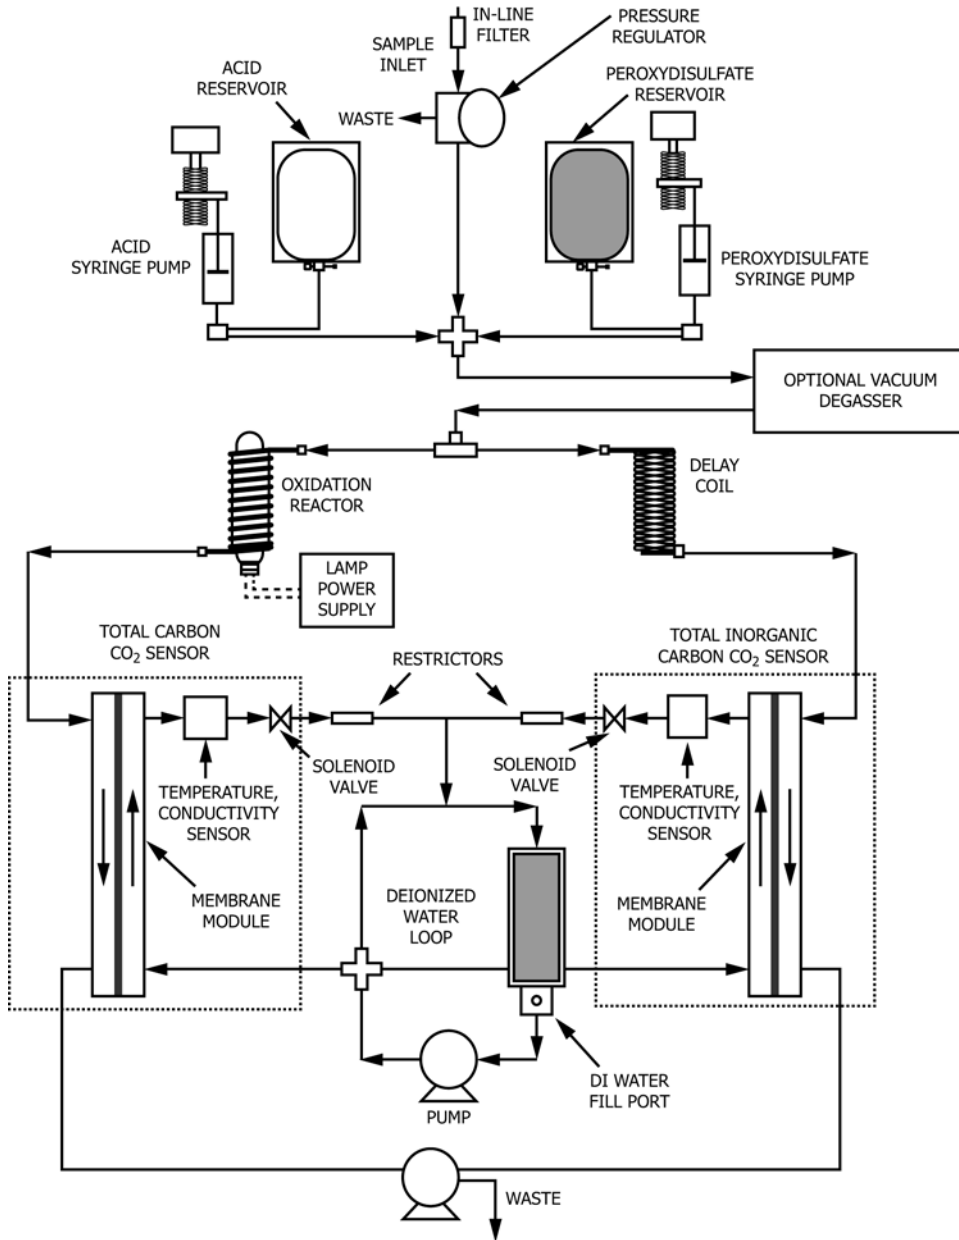 IN-LINE
FILTER
PRESSURE
REGULATOR
SAMPLE
INLET
ACID
RESERVOIR
PEROXYDISULFATE
RESERVOIR
WASTE
ACID
SYRINGE PUMP
PEROXYDISULFATE
SYRINGE PUMP
OPTIONAL VACUUM
DEGASSER
OXIDATION
REACTOR
DELAY
COIL
LAMP
POWER
SUPPLY
TOTAL CARBON
CO₂ SENSOR
RESTRICTORS
TOTAL INORGANIC
CARBON CO₂ SENSOR
SOLENOID
VALVE
SOLENOID
VALVE
TEMPERATURE,
CONDUCTIVITY
SENSOR
TEMPERATURE,
CONDUCTIVITY
SENSOR
MEMBRANE
MODULE
DEIONIZED
WATER
LOOP
MEMBRANE
MODULE
DI WATER
FILL PORT
PUMP
WASTE